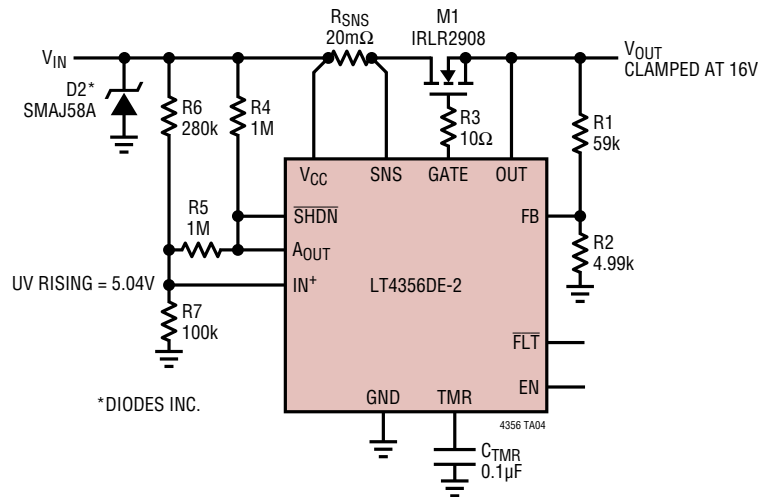 RSNS
20mΩ
M1
IRLR2908
VIN
VOUT
CLAMPED AT 16V
D2*
SMAJ58A
R6
280k
R4
1M
R3
10Ω
R1
59k
VCC
SNS
GATE
OUT
SHDN
FB
R5
1M
AOUT
R2
4.99k
UV RISING = 5.04V
IN+
LT4356DE-2
R7
100k
FLT
*DIODES INC.
EN
GND
TMR
4356 TA04
CTMR
0.1µF